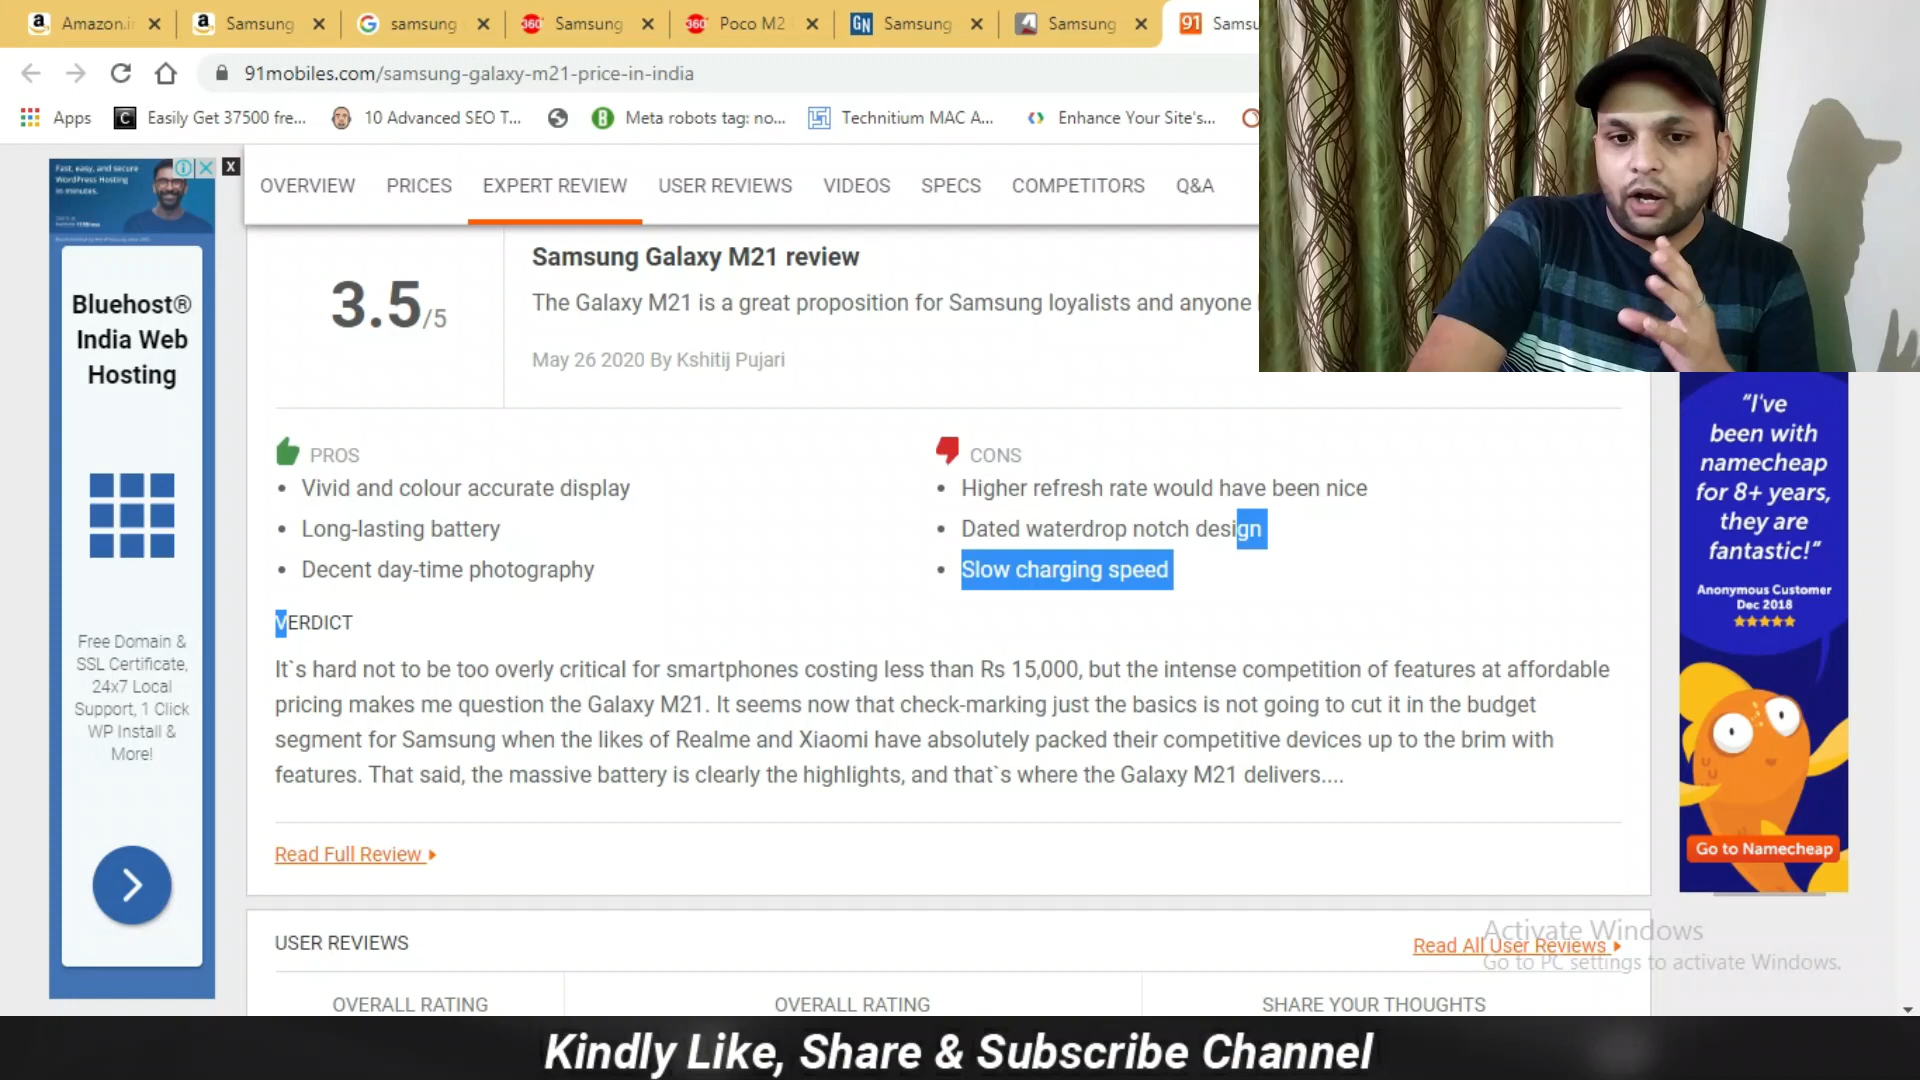 Amazon.i
Samsung
samsung
Samsung
Poco M2
Samsung
Samsung
Samsu
91mobiles.com/samsung-galaxy-m21-price-in-india
Apps
Easily Get 37500 fre...
10 Advanced SEO T...
Meta robots tag: no...
Technitium MAC A...
Enhance Your Site's...
Fast, easy, and secure
WordPress Hosting
in minutes.
X
Bluehost®
India Web
Hosting
Free Domain &
SSL Certificate,
24x7 Local
Support, 1 Click
WP Install &
More!
OVERVIEW PRICES EXPERT REVIEW USER REVIEWS VIDEOS SPECS COMPETITORS Q&A
3.5/5
Samsung Galaxy M21 review
The Galaxy M21 is a great proposition for Samsung loyalists and anyone
May 26 2020 By Kshitij Pujari
PROS
Vivid and colour accurate display
Long-lasting battery
Decent day-time photography
CONS
Higher refresh rate would have been nice
Dated waterdrop notch design
Slow charging speed
VERDICT
It`s hard not to be too overly critical for smartphones costing less than Rs 15,000, but the intense competition of features at affordable
pricing makes me question the Galaxy M21. It seems now that check-marking just the basics is not going to cut it in the budget
segment for Samsung when the likes of Realme and Xiaomi have absolutely packed their competitive devices up to the brim with
features. That said, the massive battery is clearly the highlights, and that`s where the Galaxy M21 delivers....
Read Full Review
USER REVIEWS
Read All User Reviews
OVERALL RATING OVERALL RATING SHARE YOUR THOUGHTS
“I've
been with
namecheap
for 8+ years,
they are
fantastic!”
Anonymous Customer
Dec 2018
Go to Namecheap
Activate Windows
Go to PC settings to activate Windows.
Kindly Like, Share & Subscribe Channel